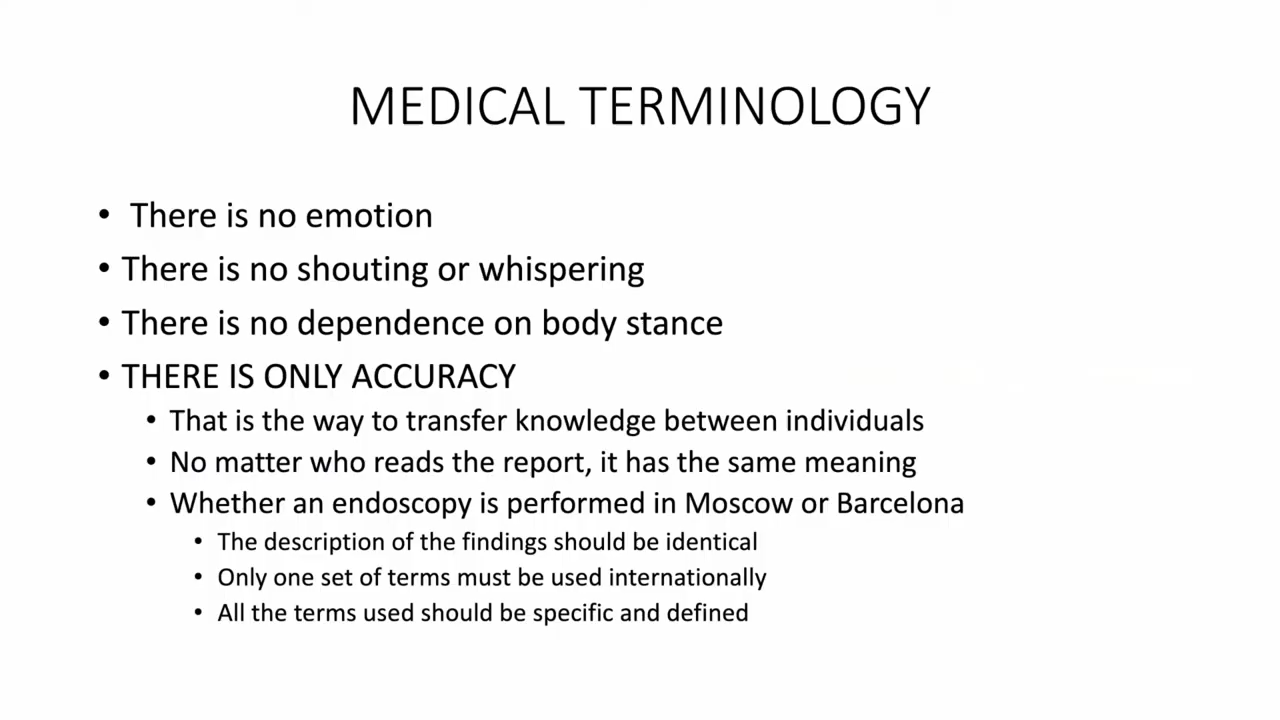 MEDICAL TERMINOLOGY
• There is no emotion
• There is no shouting or whispering
• There is no dependence on body stance
• THERE IS ONLY ACCURACY
• That is the way to transfer knowledge between individuals
• No matter who reads the report, it has the same meaning
• Whether an endoscopy is performed in Moscow or Barcelona
• The description of the findings should be identical
• Only one set of terms must be used internationally
• All the terms used should be specific and defined